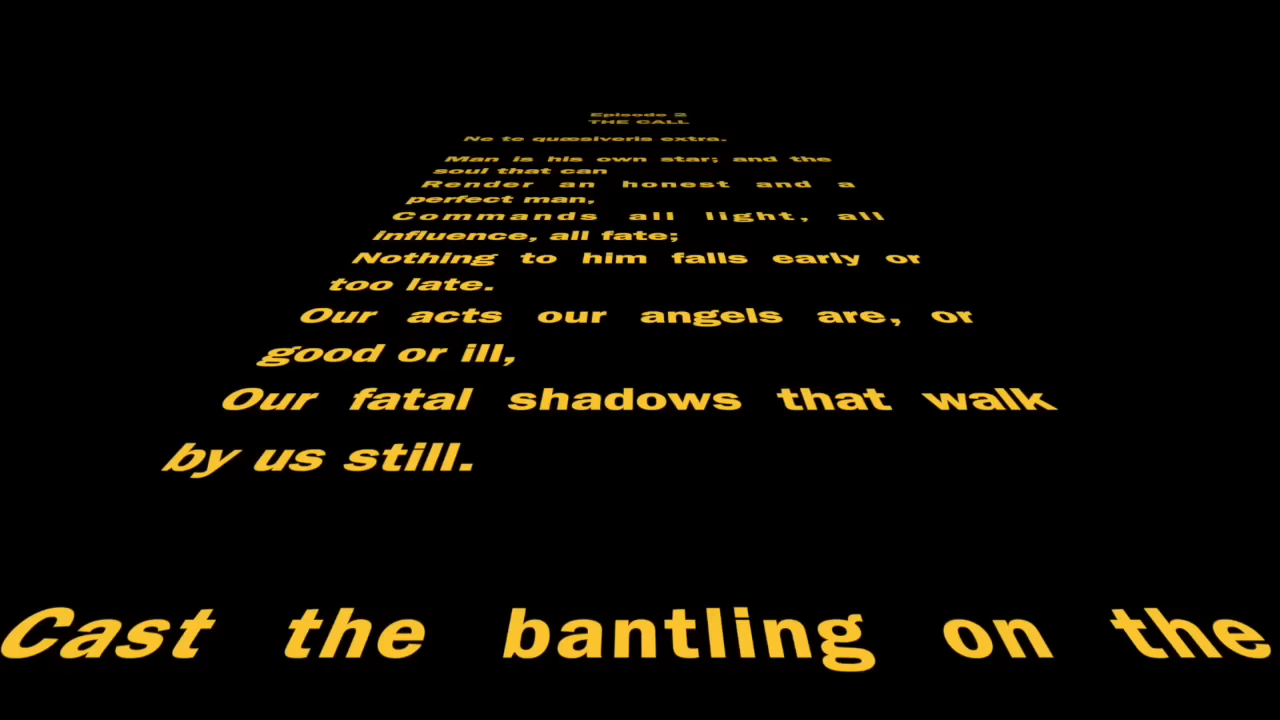 Episode 2
THE CALL
Ne te quæsiveris extra.
Man is his own star; and the
soul that can
Render an honest and a
perfect man,
Commands all light, all
influence, all fate;
Nothing to him falls early or
too late.
Our acts our angels are, or
good or ill,
Our fatal shadows that walk
by us still.
Cast the bantling on the